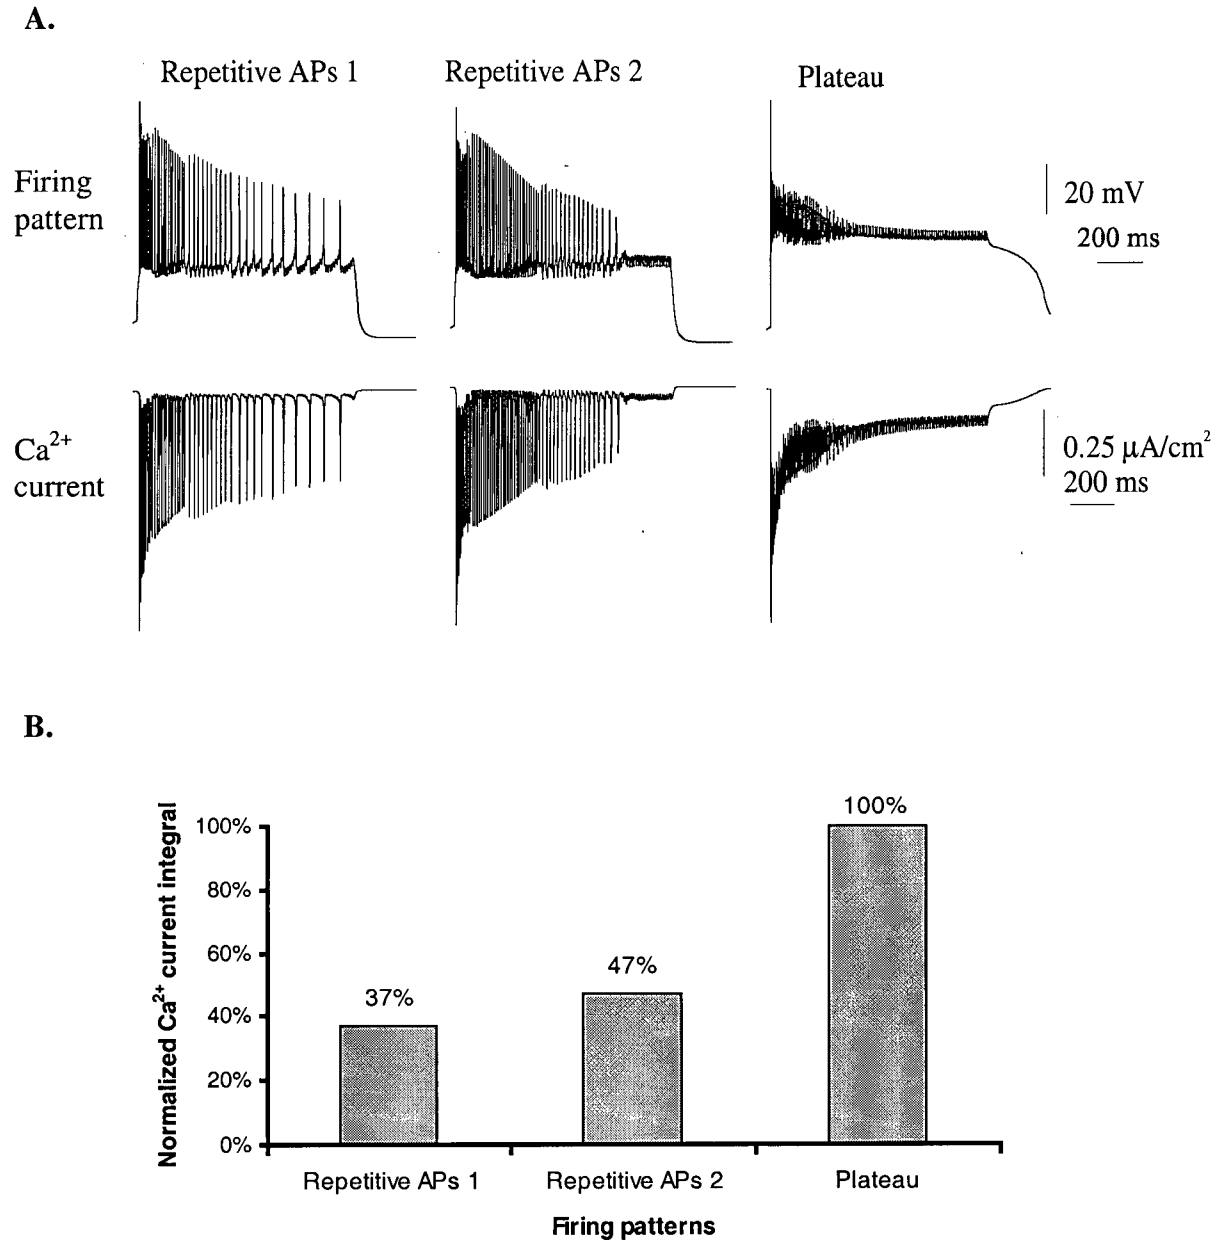 A.
Repetitive APs 1
Repetitive APs 2
Plateau
Firing
pattern
20 mV
200 ms
Ca²⁺
current
0.25 µA/cm²
200 ms
B.
Normalized Ca²⁺ current integral
100%
80%
60%
40%
20%
0%
37%
47%
100%
Repetitive APs 1
Repetitive APs 2
Plateau
Firing patterns